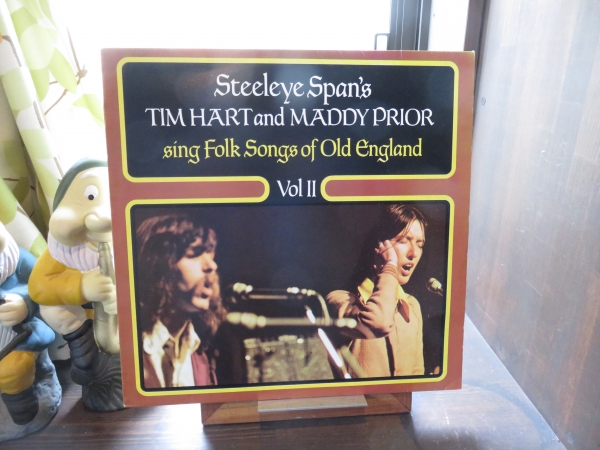 Steeleye Span's
TIM HART and MADDY PRIOR
sing Folk Songs of Old England
Vol II